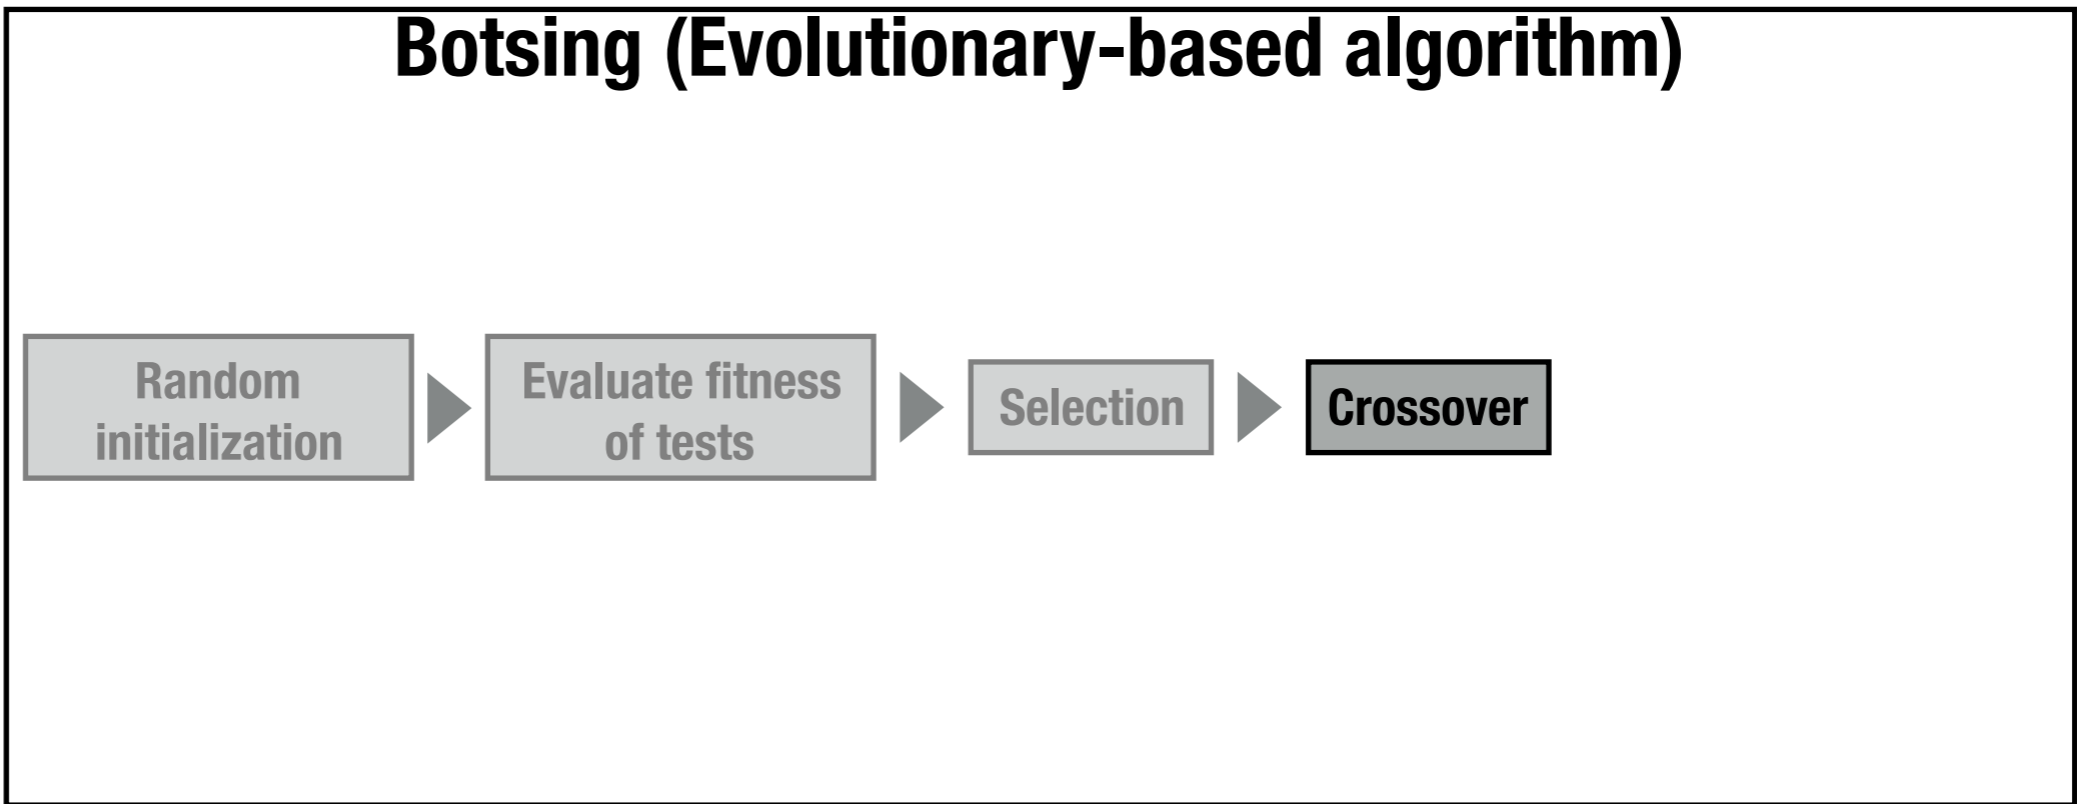 Botsing (Evolutionary-based algorithm)
Random
initialization
Evaluate fitness
of tests
Selection
Crossover